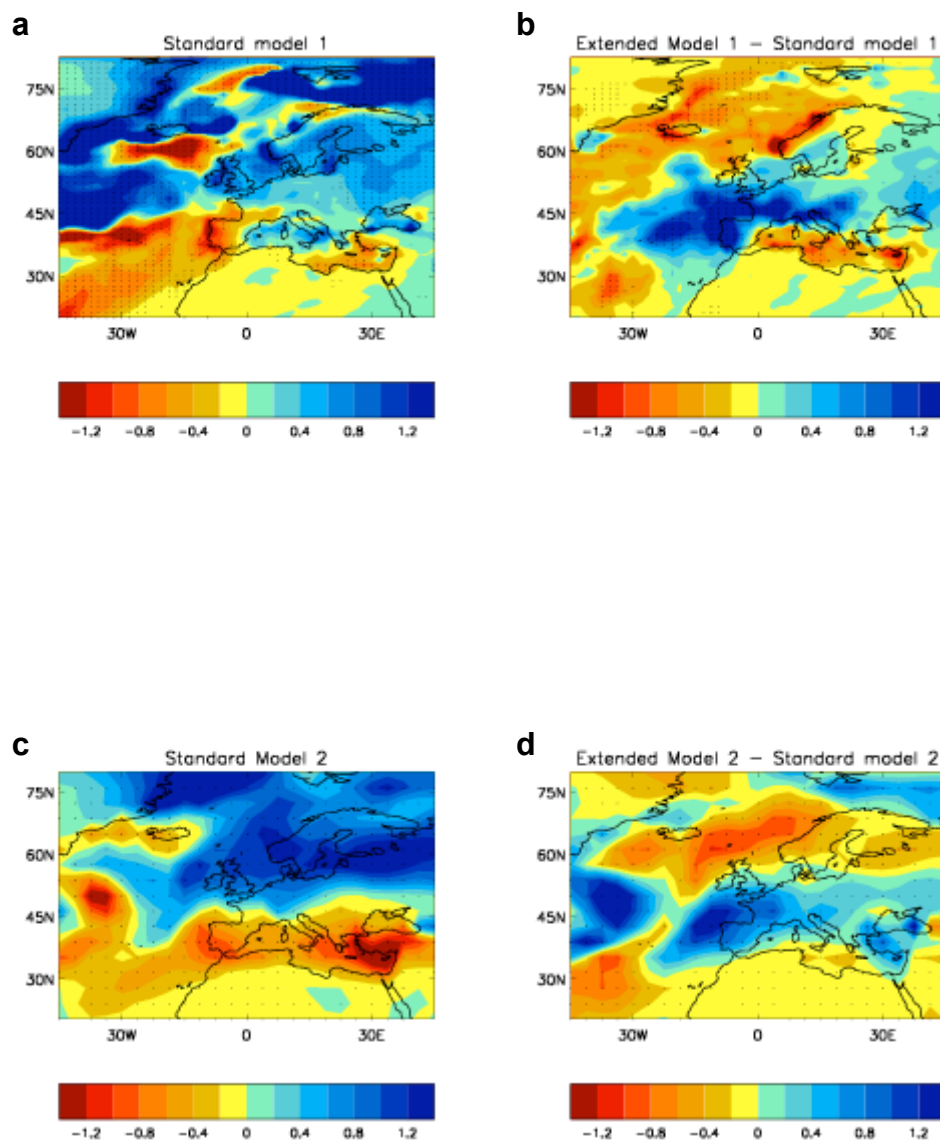 a
Standard model 1
75N
60N
45N
30N
30W 0 30E
-1.2 -0.8 -0.4 0 0.4 0.8 1.2
b
Extended Model 1 - Standard model 1
75N
60N
45N
30N
30W 0 30E
-1.2 -0.8 -0.4 0 0.4 0.8 1.2
c
Standard Model 2
75N
60N
45N
30N
30W 0 30E
-1.2 -0.8 -0.4 0 0.4 0.8 1.2
d
Extended Model 2 - Standard model 2
75N
60N
45N
30N
30W 0 30E
-1.2 -0.8 -0.4 0 0.4 0.8 1.2